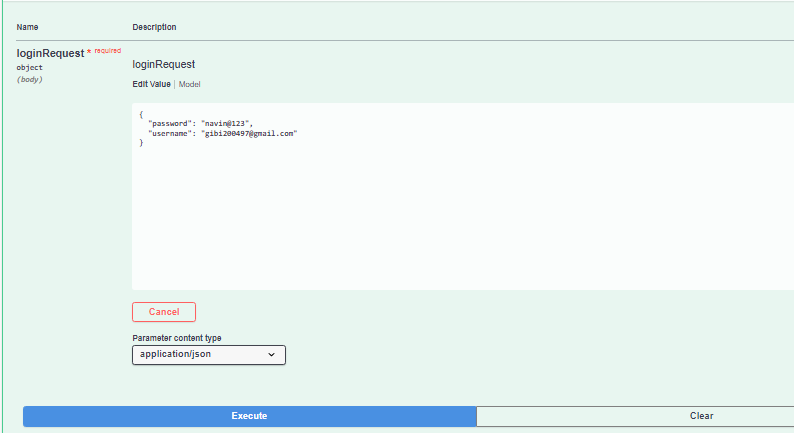 Name Description
loginRequest * required
object
(body)
loginRequest
Edit Value | Model
{
"password": "navin@123",
"username": "gibi200497@gmail.com"
}
Cancel
Parameter content type
application/json
Execute Clear